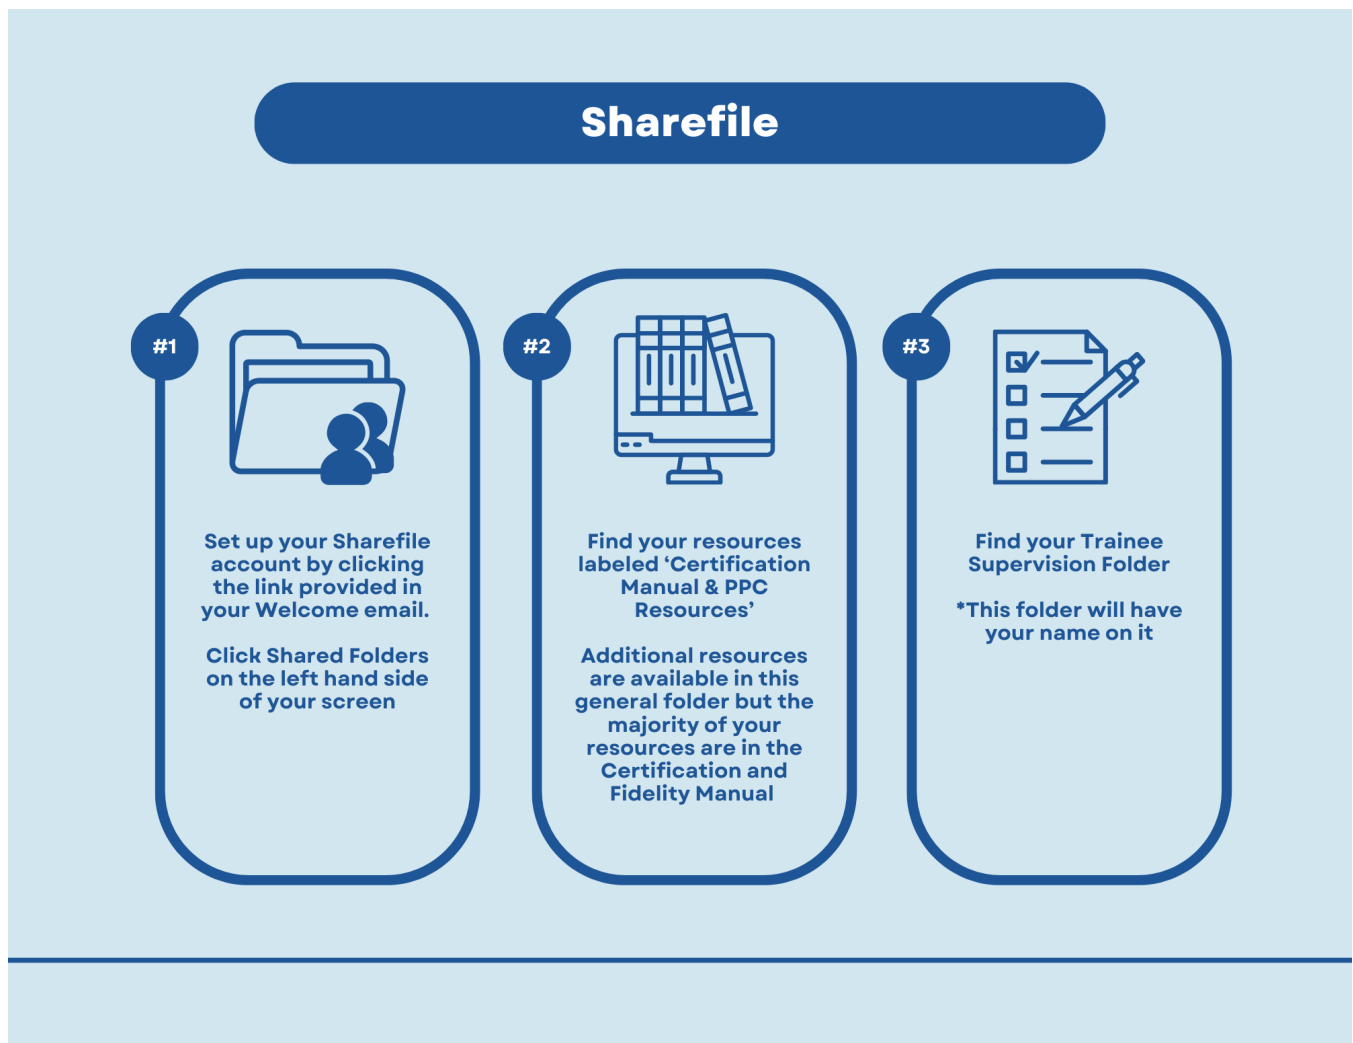 Sharefile
#1
Set up your Sharefile
account by clicking
the link provided in
your Welcome email.
Click Shared Folders
on the left hand side
of your screen
#2
Find your resources
labeled ‘Certification
Manual & PPC
Resources’
Additional resources
are available in this
general folder but the
majority of your
resources are in the
Certification and
Fidelity Manual
#3
Find your Trainee
Supervision Folder
*This folder will have
your name on it